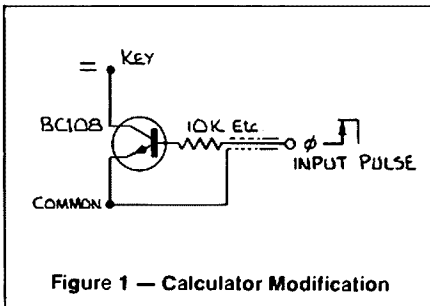 = KEY
BC108
10K Etc
ϕ
INPUT PULSE
COMMON
Figure 1 — Calculator Modification